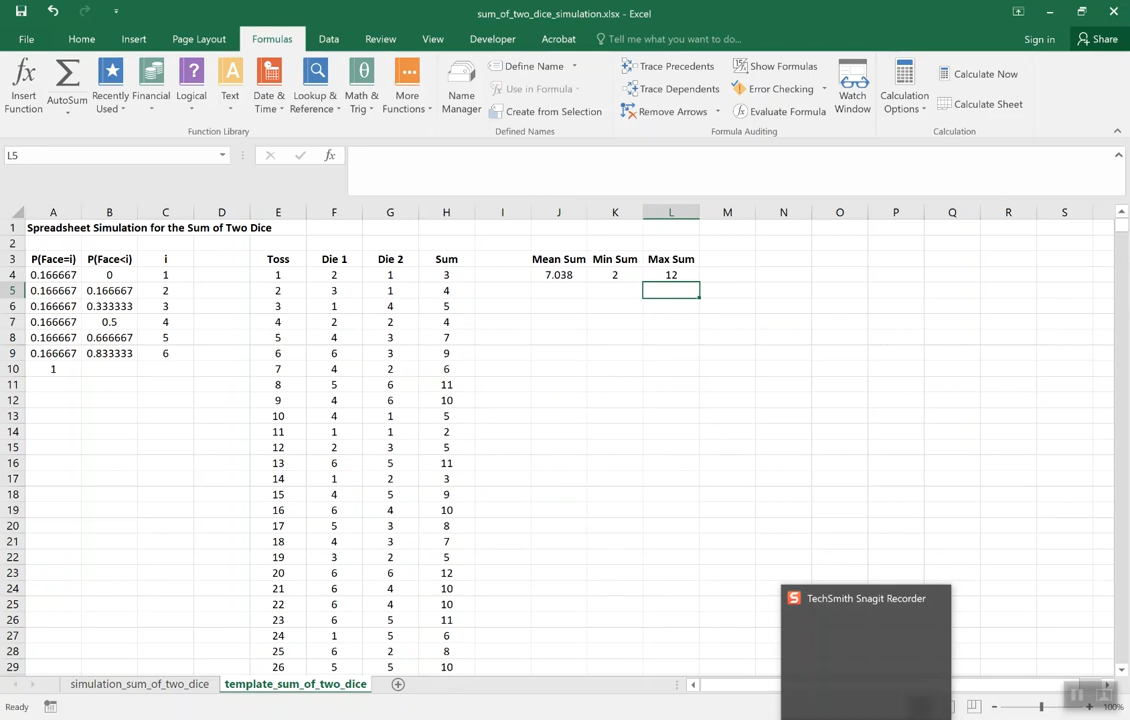 sum_of_two_dice_simulation.xlsx - Excel
File Home Insert Page Layout Formulas Data Review View Developer Acrobat Tell me what you want to do... Sign in Share
Insert Function
AutoSum
Recently Used
Financial
Logical
Text
Date & Time
Lookup & Reference
Math & Trig
More Functions
Function Library
Name Manager
Define Name
Use in Formula
Create from Selection
Defined Names
Trace Precedents
Trace Dependents
Remove Arrows
Show Formulas
Error Checking
Evaluate Formula
Formula Auditing
Watch Window
Calculation Options
Calculate Now
Calculate Sheet
Calculation
L5 fx
A B C D E F G H I J K L M N O P Q R S
1 Spreadsheet Simulation for the Sum of Two Dice
2
3 P(Face=i) P(Face<i) i Toss Die 1 Die 2 Sum Mean Sum Min Sum Max Sum
4 0.166667 0 1 1 2 1 3 7.038 2 12
5 0.166667 0.166667 2 2 3 1 4
6 0.166667 0.333333 3 3 1 4 5
7 0.166667 0.5 4 4 2 2 4
8 0.166667 0.666667 5 5 4 3 7
9 0.166667 0.833333 6 6 6 3 9
10 1 7 4 2 6
11 8 5 6 11
12 9 4 6 10
13 10 4 1 5
14 11 1 1 2
15 12 2 3 5
16 13 6 5 11
17 14 1 2 3
18 15 4 5 9
19 16 6 4 10
20 17 5 3 8
21 18 4 3 7
22 19 3 2 5
23 20 6 6 12
24 21 6 4 10
25 22 6 4 10
26 23 6 5 11
27 24 1 5 6
28 25 6 2 8
29 26 5 5 10
S TechSmith Snagit Recorder
simulation_sum_of_two_dice template_sum_of_two_dice
Ready 100%